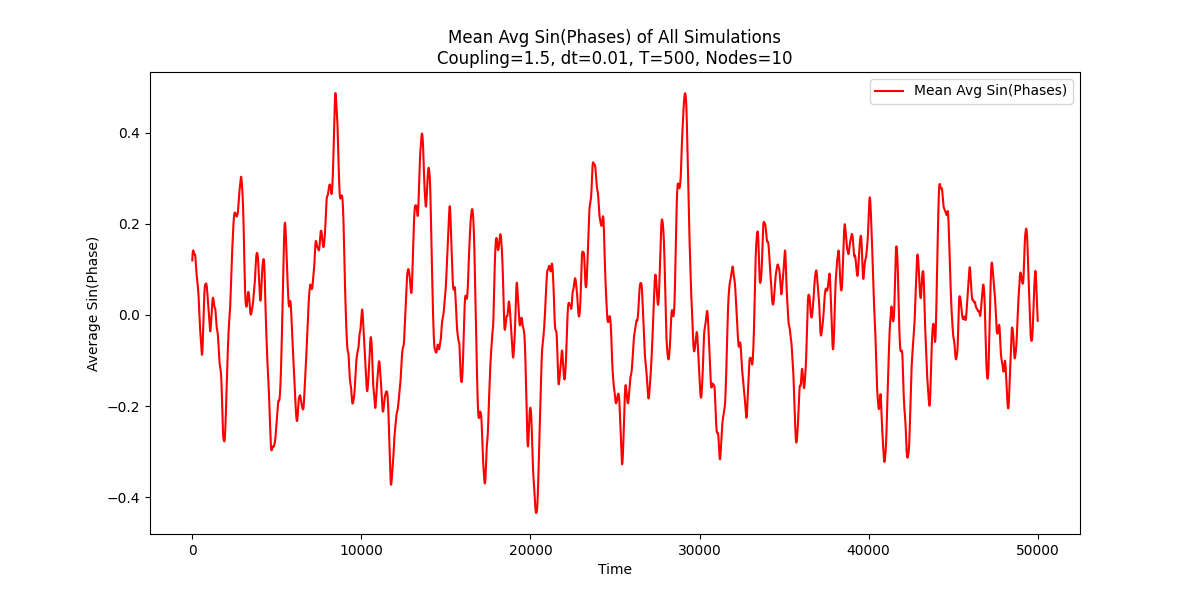 Mean Avg Sin(Phases) of All Simulations
Coupling=1.5, dt=0.01, T=500, Nodes=10
Mean Avg Sin(Phases)
Average Sin(Phase)
0.4
0.2
0.0
−0.2
−0.4
0 10000 20000 30000 40000 50000
Time